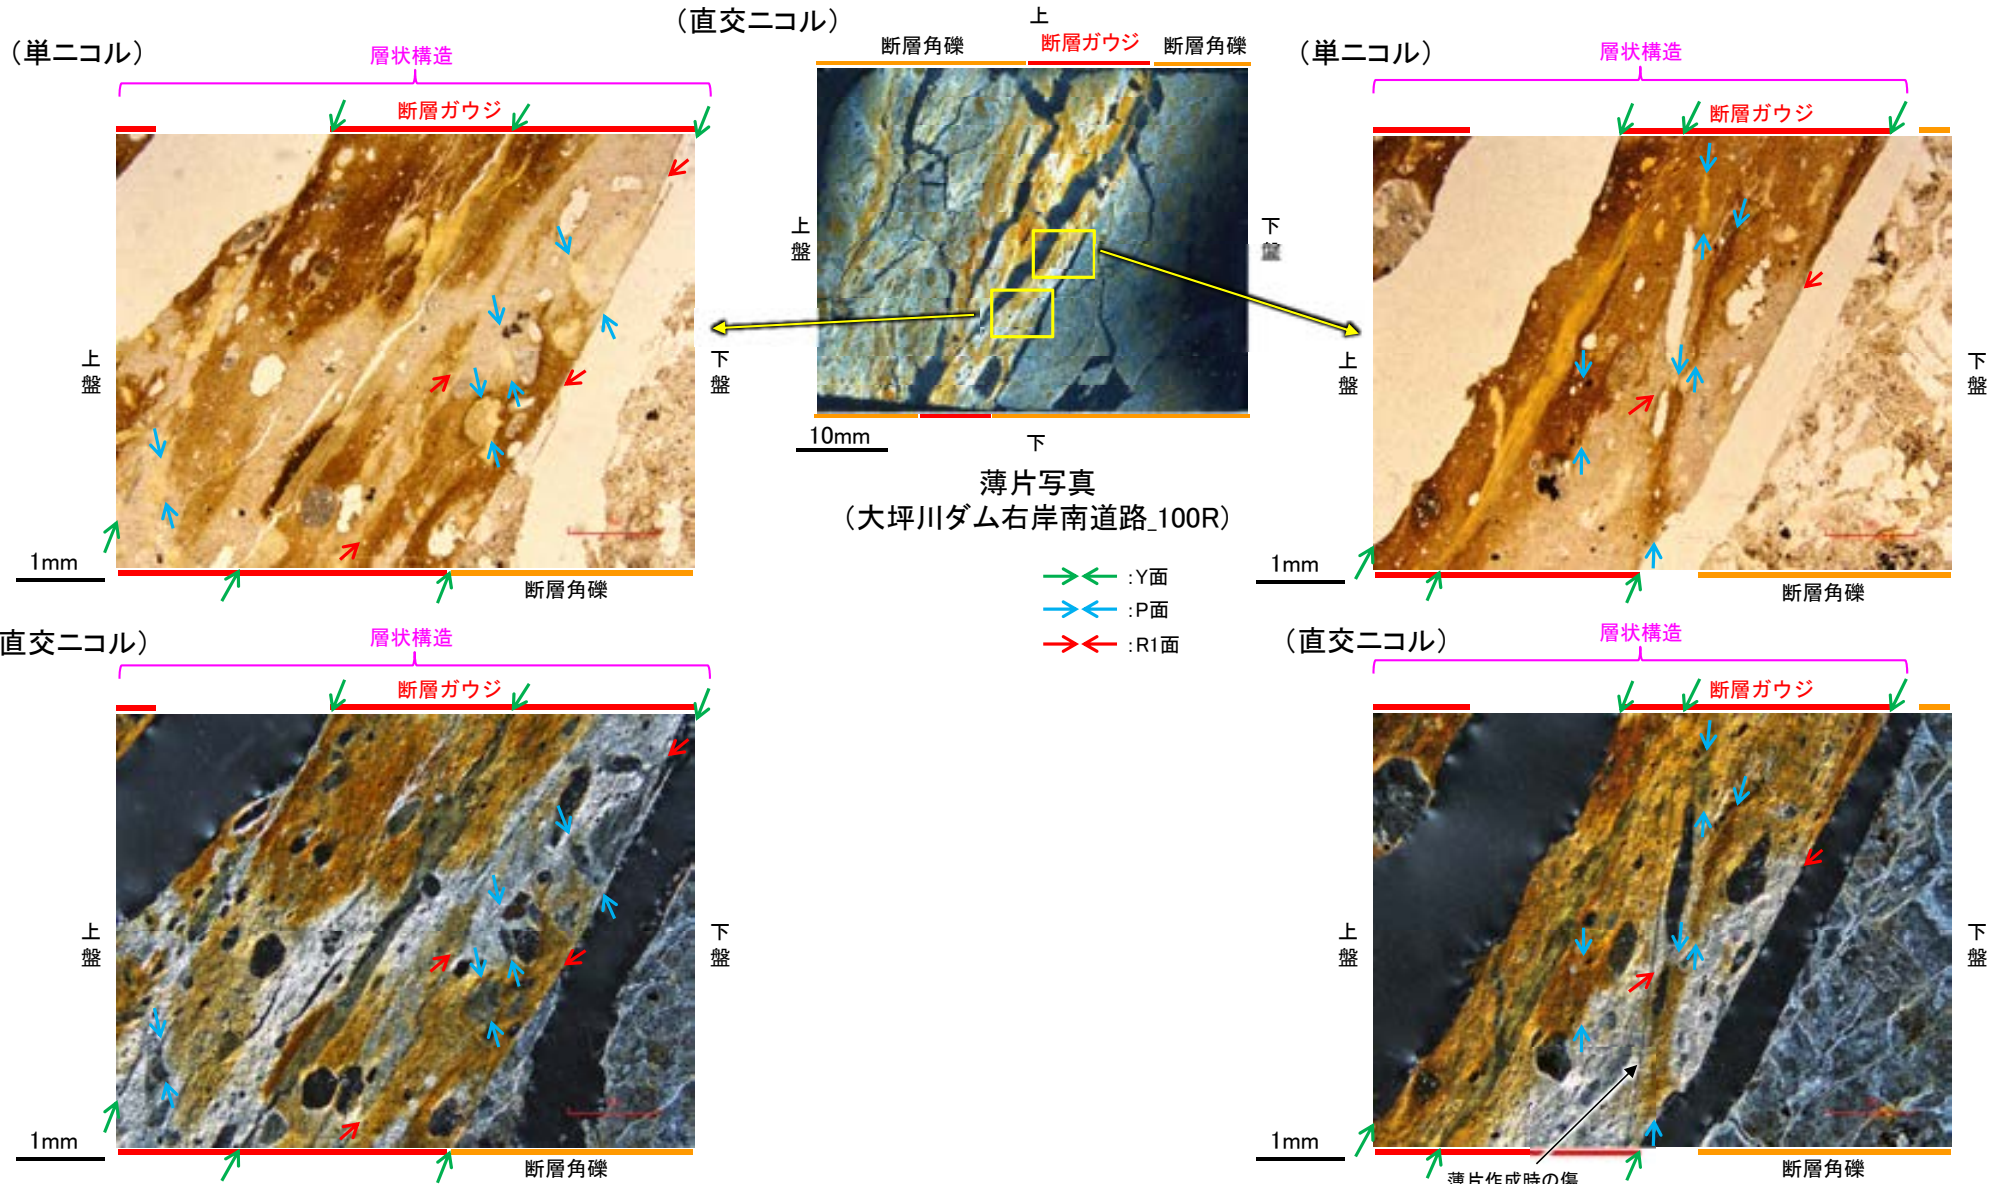 (直交ニコル)
上
断層角礫
断層ガウジ
断層角礫
上盤
下盤
10mm
下
薄片写真
(大坪川ダム右岸南道路_100R)
:Y面
:P面
:R1面
(単ニコル)
層状構造
断層ガウジ
上盤
下盤
1mm
断層角礫
(単ニコル)
層状構造
断層ガウジ
上盤
下盤
1mm
断層角礫
直交ニコル)
層状構造
断層ガウジ
上盤
下盤
1mm
断層角礫
(直交ニコル)
層状構造
断層ガウジ
上盤
下盤
1mm
断層角礫
薄片作成時の傷